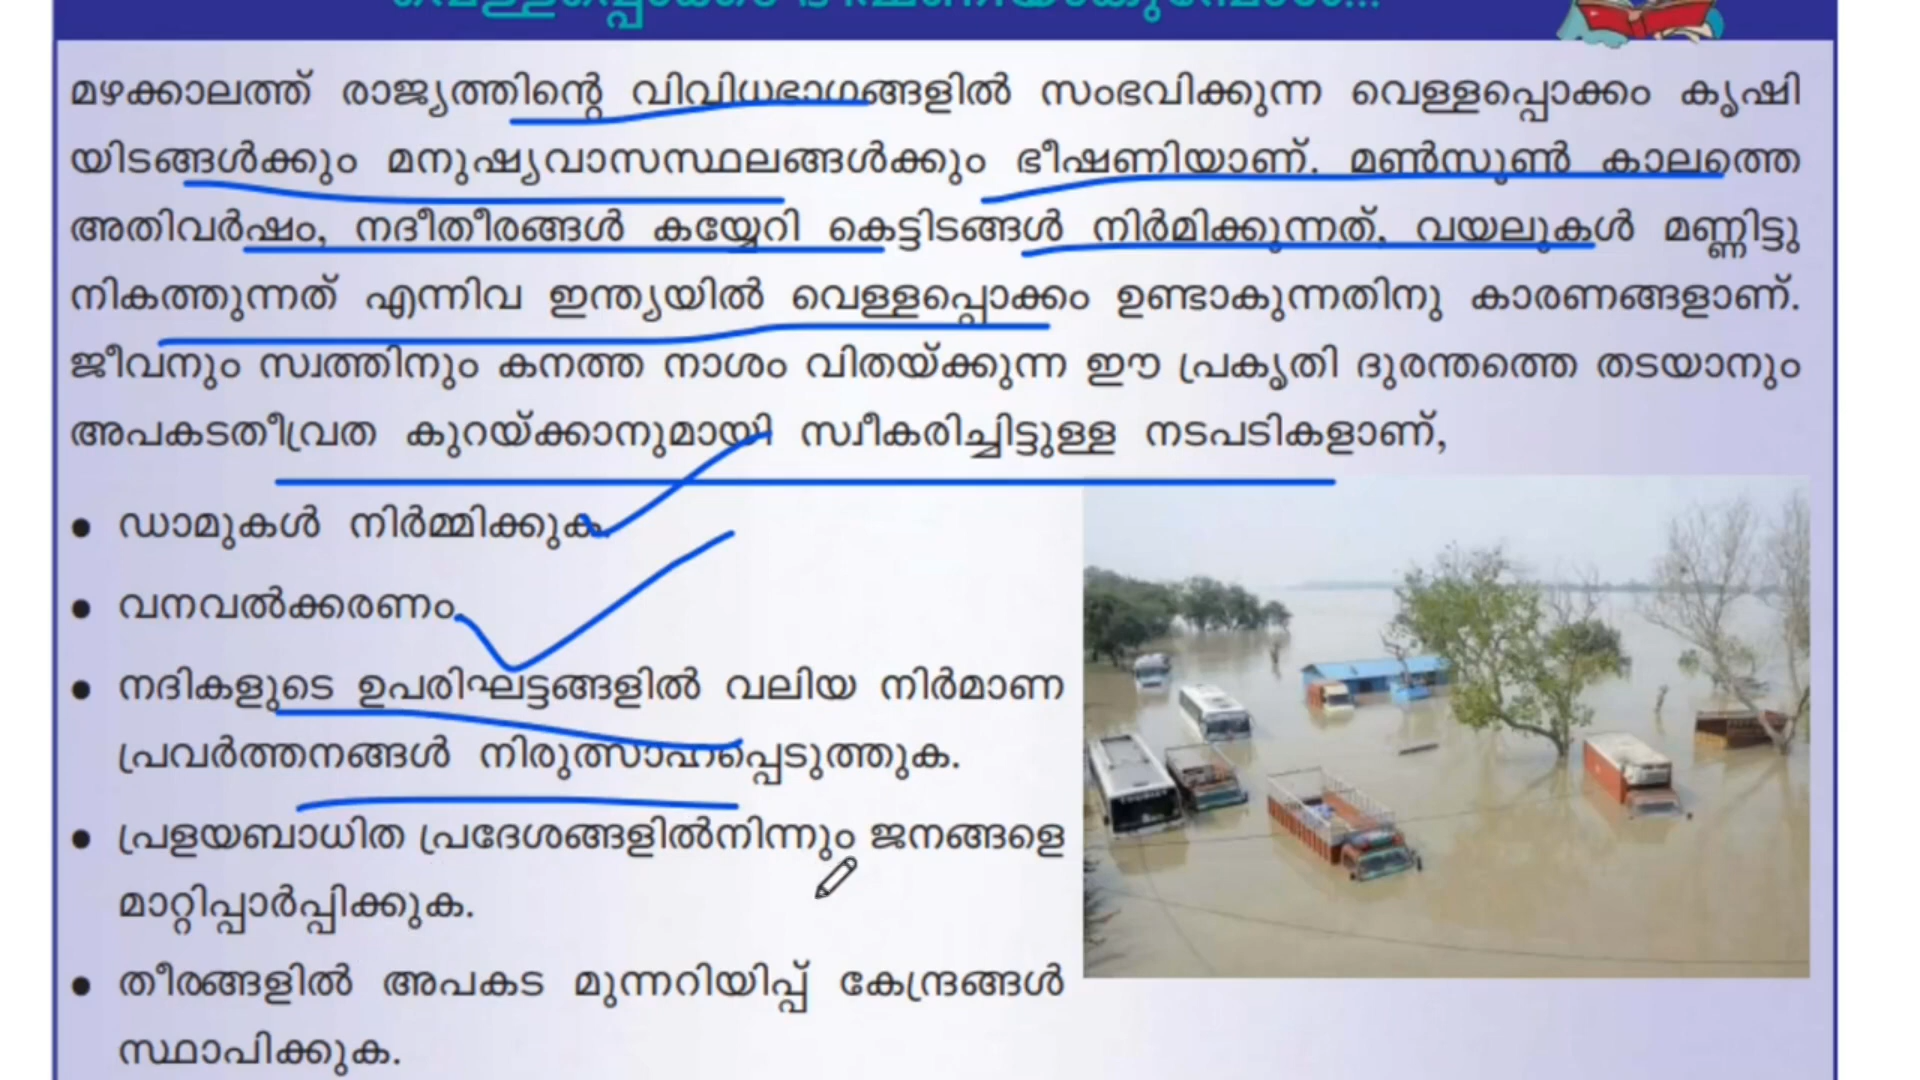 വെള്ളപ്പൊക്കം ഭീഷണിയാകുമ്പോൾ...
മഴക്കാലത്ത് രാജ്യത്തിന്റെ വിവിധഭാഗങ്ങളിൽ സംഭവിക്കുന്ന വെള്ളപ്പൊക്കം കൃഷി
യിടങ്ങൾക്കും മനുഷ്യവാസസ്ഥലങ്ങൾക്കും ഭീഷണിയാണ്. മൺസൂൺ കാലത്തെ
അതിവർഷം, നദീതീരങ്ങൾ കയ്യേറി കെട്ടിടങ്ങൾ നിർമിക്കുന്നത്, വയലുകൾ മണ്ണിട്ടു
നികത്തുന്നത് എന്നിവ ഇന്ത്യയിൽ വെള്ളപ്പൊക്കം ഉണ്ടാകുന്നതിനു കാരണങ്ങളാണ്.
ജീവനും സ്വത്തിനും കനത്ത നാശം വിതയ്ക്കുന്ന ഈ പ്രകൃതി ദുരന്തത്തെ തടയാനും
അപകടതീവ്രത കുറയ്ക്കാനുമായി സ്വീകരിച്ചിട്ടുള്ള നടപടികളാണ്,
• ഡാമുകൾ നിർമ്മിക്കുക.
• വനവൽക്കരണം.
• നദികളുടെ ഉപരിഘട്ടങ്ങളിൽ വലിയ നിർമാണ
പ്രവർത്തനങ്ങൾ നിരുത്സാഹപ്പെടുത്തുക.
• പ്രളയബാധിത പ്രദേശങ്ങളിൽനിന്നും ജനങ്ങളെ
മാറ്റിപ്പാർപ്പിക്കുക.
• തീരങ്ങളിൽ അപകട മുന്നറിയിപ്പ് കേന്ദ്രങ്ങൾ
സ്ഥാപിക്കുക.